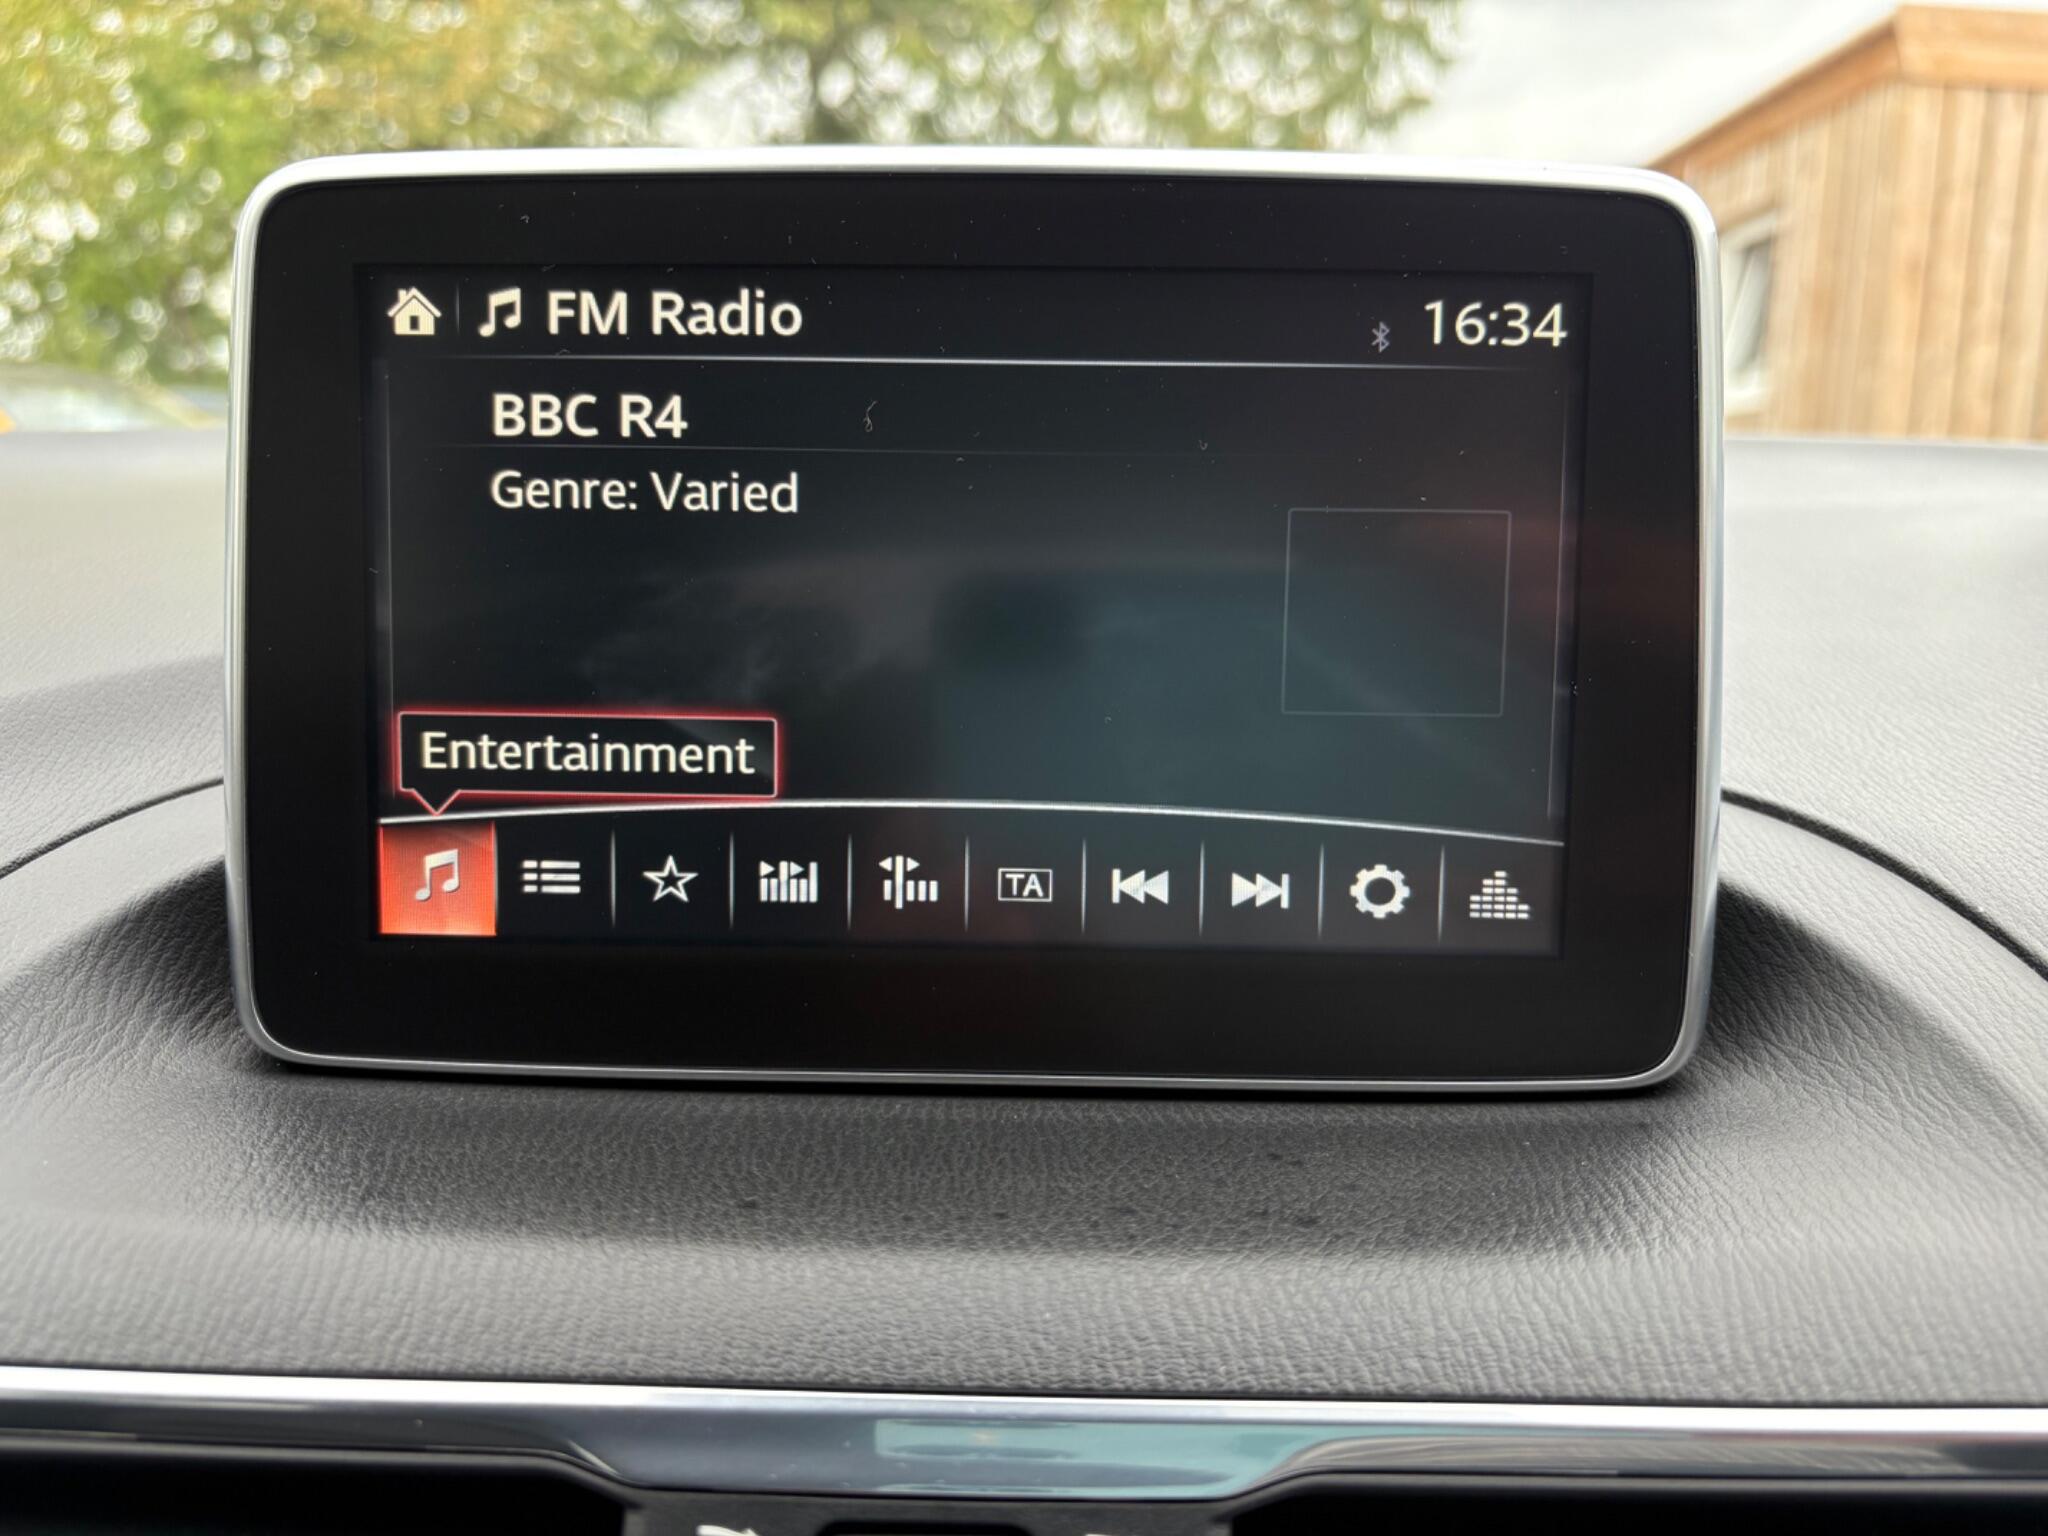 FM Radio
16:34
BBC R4
Genre: Varied
Entertainment
TA